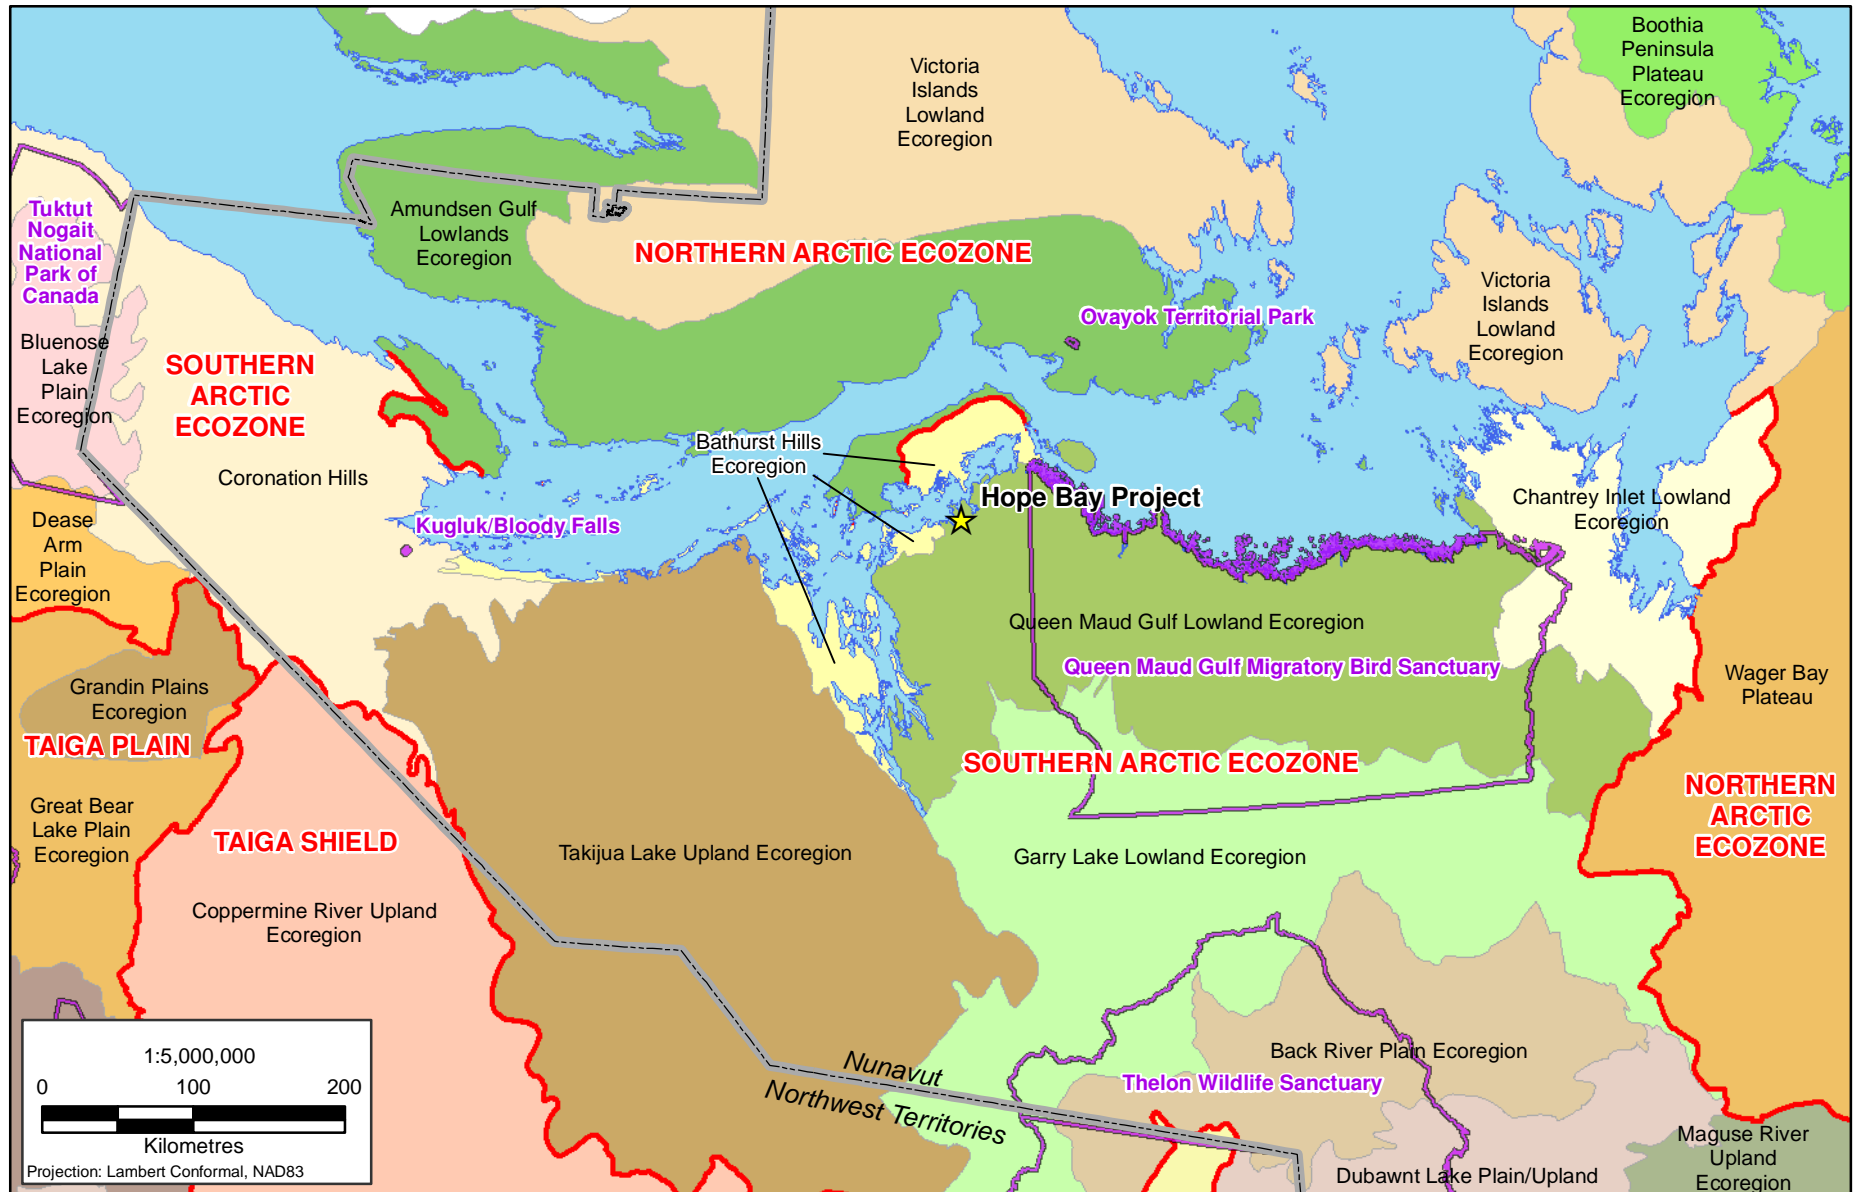 Boothia
Peninsula
Plateau
Ecoregion
Victoria
Islands
Lowland
Ecoregion
Tuktut
Nogait
National
Park of
Canada
Amundsen Gulf
Lowlands
Ecoregion
NORTHERN ARCTIC ECOZONE
Victoria
Islands
Lowland
Ecoregion
Ovayok Territorial Park
Bluenose
Lake
Plain
Ecoregion
SOUTHERN
ARCTIC
ECOZONE
Bathurst Hills
Ecoregion
Coronation Hills
Hope Bay Project
Chantrey Inlet Lowland
Ecoregion
Kugluk/Bloody Falls
Dease
Arm
Plain
Ecoregion
Queen Maud Gulf Lowland Ecoregion
Queen Maud Gulf Migratory Bird Sanctuary
Wager Bay
Plateau
Grandin Plains
Ecoregion
TAIGA PLAIN
SOUTHERN ARCTIC ECOZONE
NORTHERN
ARCTIC
ECOZONE
Great Bear
Lake Plain
Ecoregion
TAIGA SHIELD
Takijua Lake Upland Ecoregion
Garry Lake Lowland Ecoregion
Coppermine River Upland
Ecoregion
Back River Plain Ecoregion
Thelon Wildlife Sanctuary
Nunavut
Northwest Territories
Maguse River
Upland
Ecoregion
Dubawnt Lake Plain/Upland
1:5,000,000
0 100 200
Kilometres
Projection: Lambert Conformal, NAD83